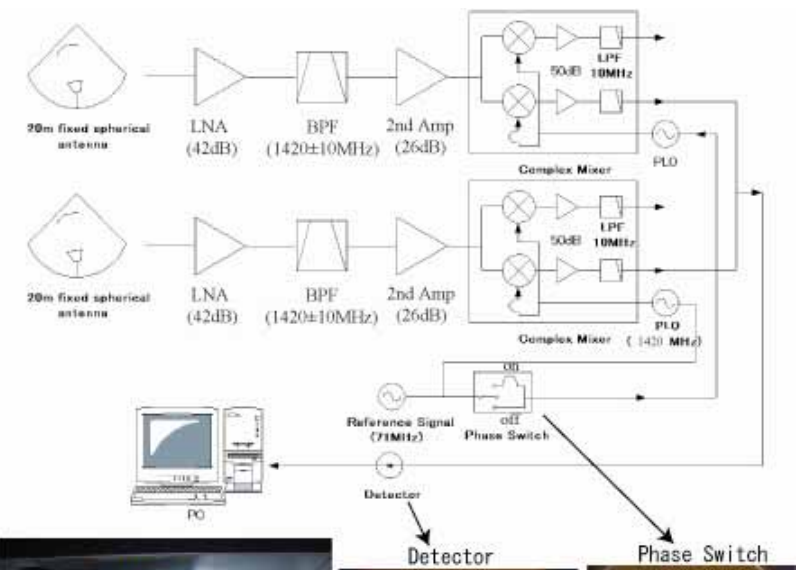 20m fixed spherical
antenna
LNA
(42dB)
BPF
(1420±10MHz)
2nd Amp
(26dB)
50dB
LPF
10MHz
Complex Mixer
PLO
20m fixed spherical
antenna
LNA
(42dB)
BPF
(1420±10MHz)
2nd Amp
(26dB)
50dB
LPF
10MHz
Complex Mixer
PLO
( 1420 MHz)
on
off
Reference Signal
(71MHz)
Phase Switch
Detector
PC
Detector
Phase Switch